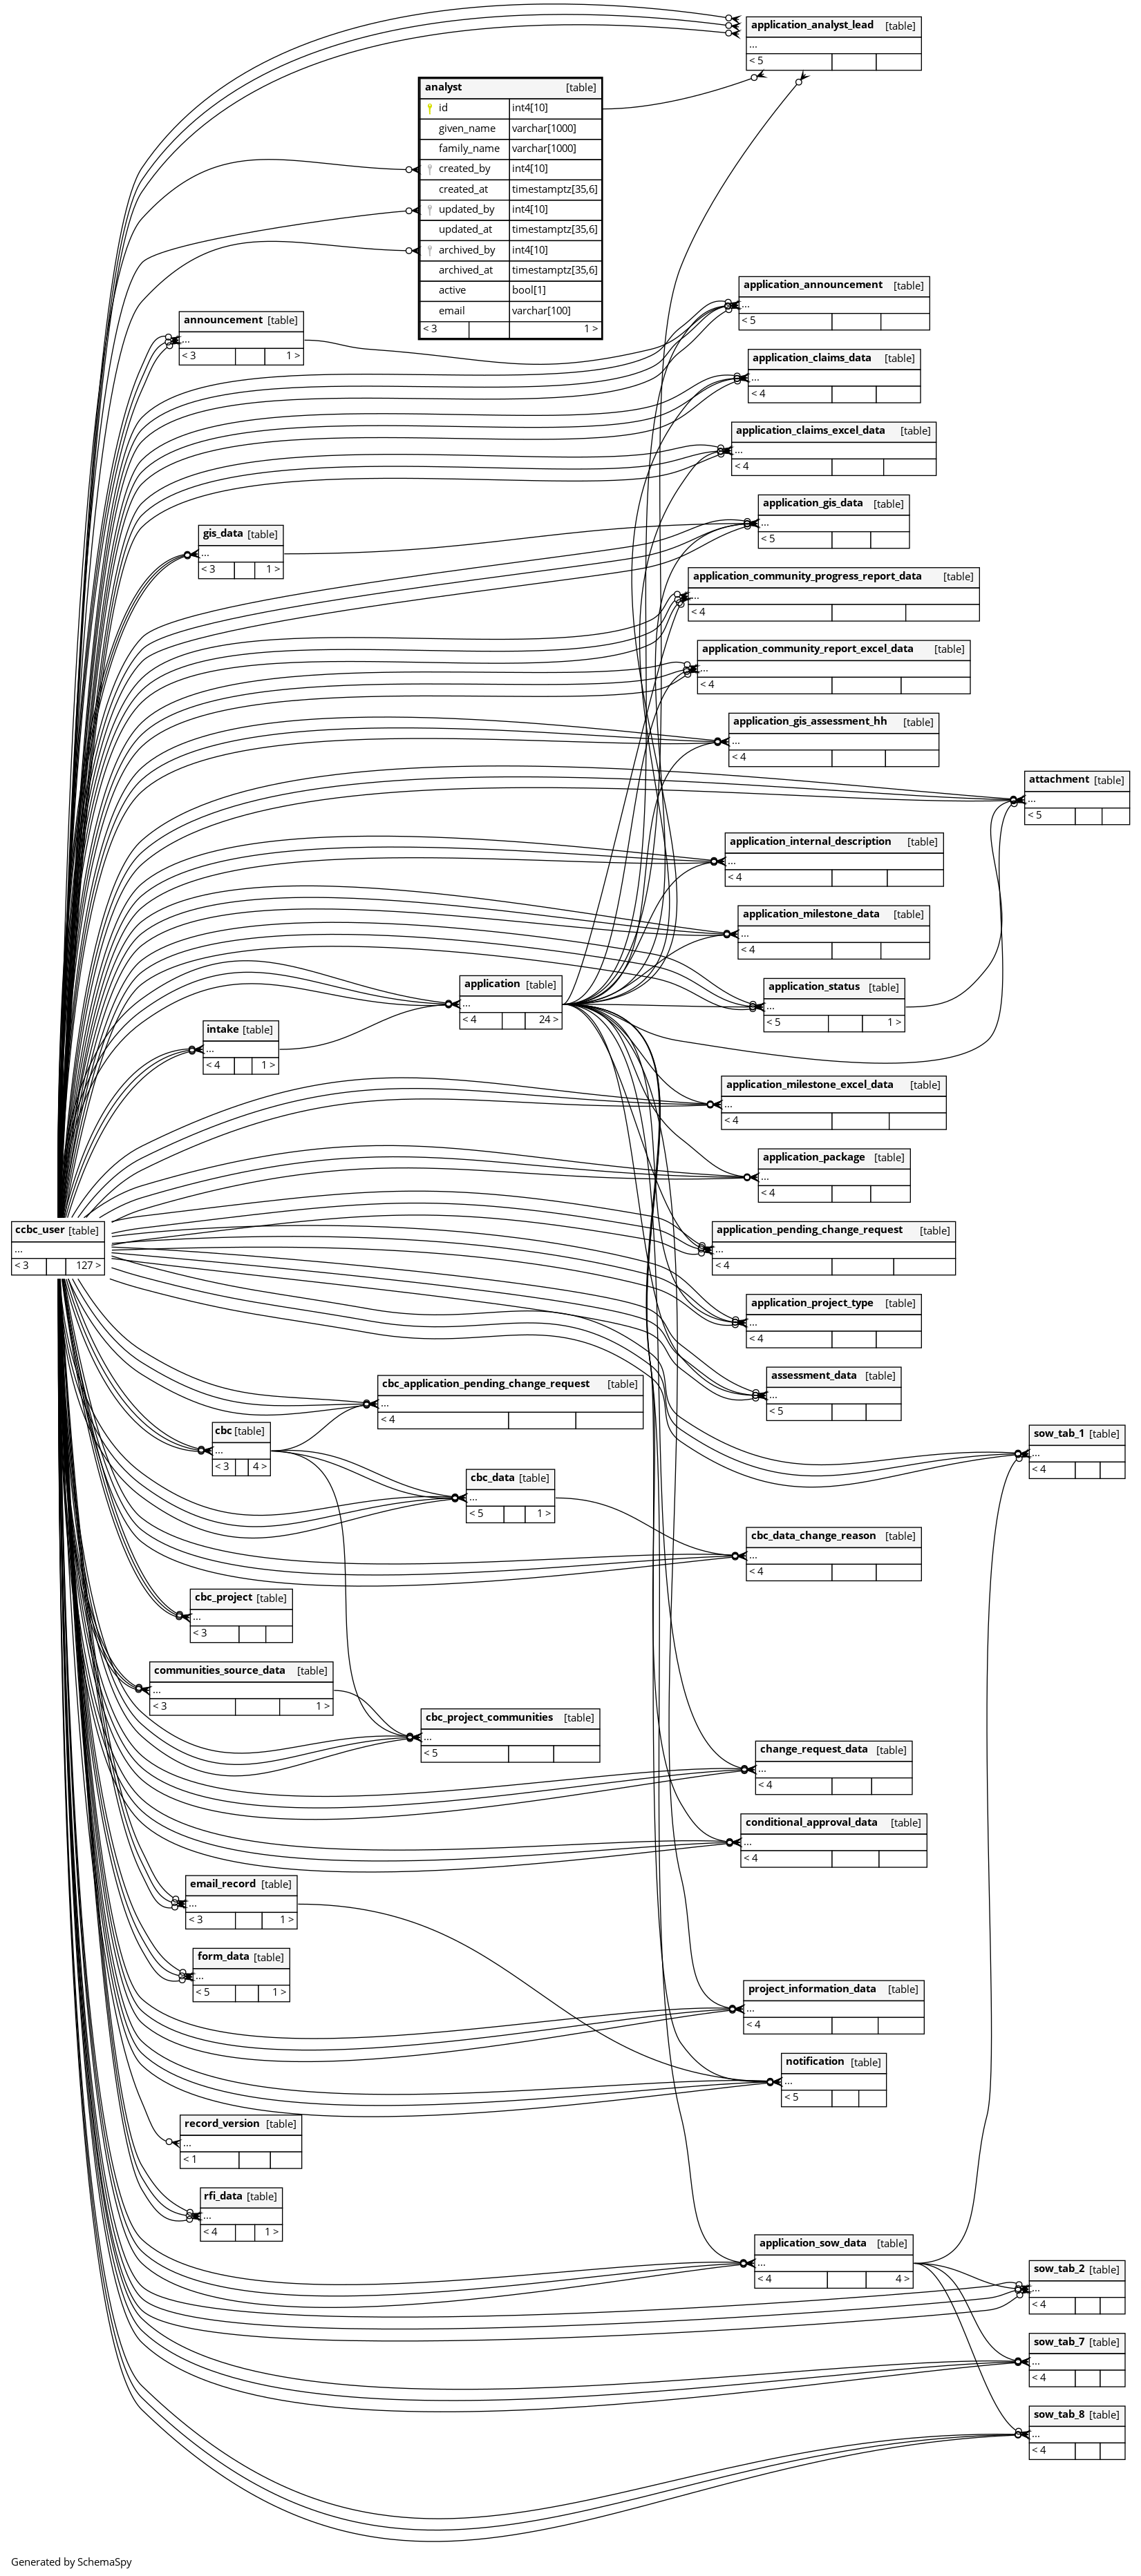 application_analyst_lead [table]
...
< 5
analyst [table]
id int4[10]
given_name varchar[1000]
family_name varchar[1000]
created_by int4[10]
created_at timestamptz[35,6]
updated_by int4[10]
updated_at timestamptz[35,6]
archived_by int4[10]
archived_at timestamptz[35,6]
active bool[1]
email varchar[100]
< 3 1 >
application_announcement [table]
...
< 5
announcement [table]
...
< 3 1 >
application_claims_data [table]
...
< 4
application_claims_excel_data [table]
...
< 4
application_gis_data [table]
...
< 5
gis_data [table]
...
< 3 1 >
application_community_progress_report_data [table]
...
< 4
application_community_report_excel_data [table]
...
< 4
application_gis_assessment_hh [table]
...
< 4
attachment [table]
...
< 5
application_internal_description [table]
...
< 4
application_milestone_data [table]
...
< 4
application [table]
...
< 4 24 >
application_status [table]
...
< 5 1 >
intake [table]
...
< 4 1 >
application_milestone_excel_data [table]
...
< 4
application_package [table]
...
< 4
ccbc_user [table]
...
< 3 127 >
application_pending_change_request [table]
...
< 4
application_project_type [table]
...
< 4
assessment_data [table]
...
< 5
cbc_application_pending_change_request [table]
...
< 4
cbc [table]
...
< 3 4 >
sow_tab_1 [table]
...
< 4
cbc_data [table]
...
< 5 1 >
cbc_data_change_reason [table]
...
< 4
cbc_project [table]
...
< 3
communities_source_data [table]
...
< 3 1 >
cbc_project_communities [table]
...
< 5
change_request_data [table]
...
< 4
conditional_approval_data [table]
...
< 4
email_record [table]
...
< 3 1 >
form_data [table]
...
< 5 1 >
project_information_data [table]
...
< 4
notification [table]
...
< 5
record_version [table]
...
< 1
rfi_data [table]
...
< 4 1 >
application_sow_data [table]
...
< 4 4 >
sow_tab_2 [table]
...
< 4
sow_tab_7 [table]
...
< 4
sow_tab_8 [table]
...
< 4
Generated by SchemaSpy